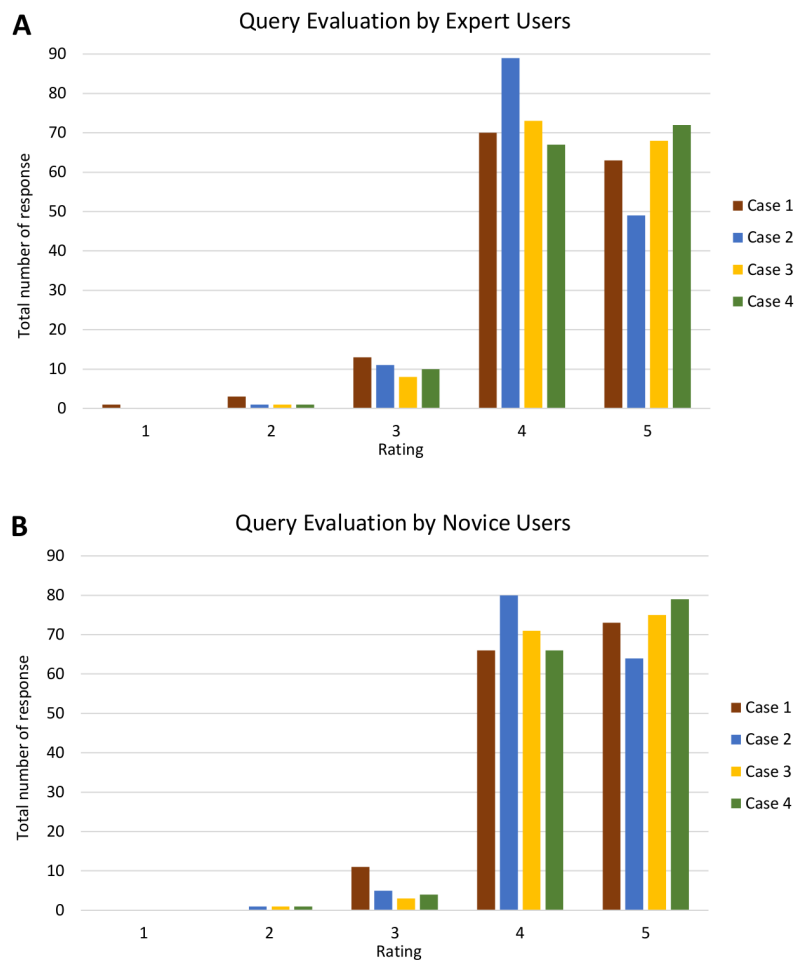 A
Query Evaluation by Expert Users
90
80
70
60
50
40
30
20
10
0
Total number of response
1 2 3 4 5
Rating
Case 1
Case 2
Case 3
Case 4
B
Query Evaluation by Novice Users
90
80
70
60
50
40
30
20
10
0
Total number of response
1 2 3 4 5
Rating
Case 1
Case 2
Case 3
Case 4